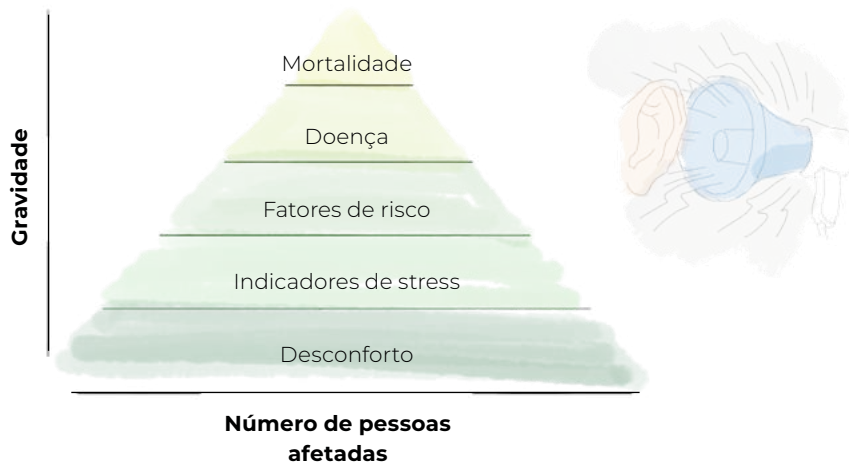 Gravidade
Mortalidade
Doença
Fatores de risco
Indicadores de stress
Desconforto
Número de pessoas
afetadas